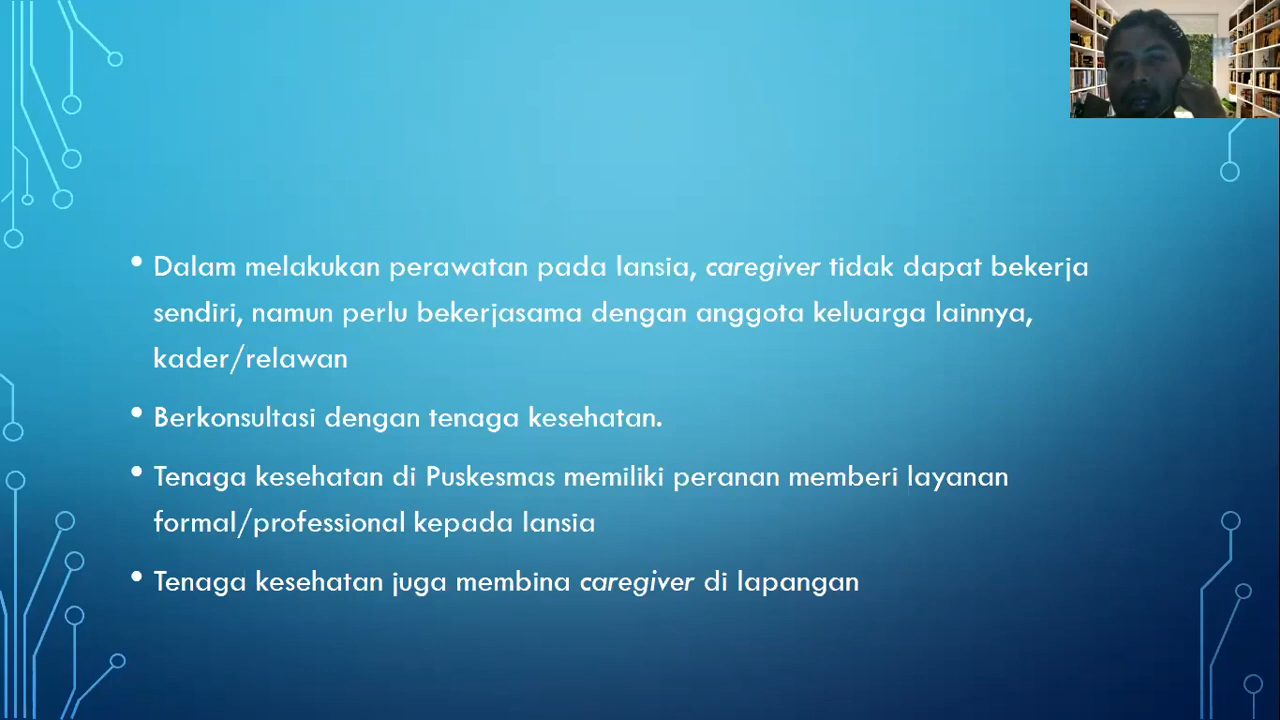 • Dalam melakukan perawatan pada lansia, caregiver tidak dapat bekerja
sendiri, namun perlu bekerjasama dengan anggota keluarga lainnya,
kader/relawan
• Berkonsultasi dengan tenaga kesehatan.
• Tenaga kesehatan di Puskesmas memiliki peranan memberi layanan
formal/professional kepada lansia
• Tenaga kesehatan juga membina caregiver di lapangan